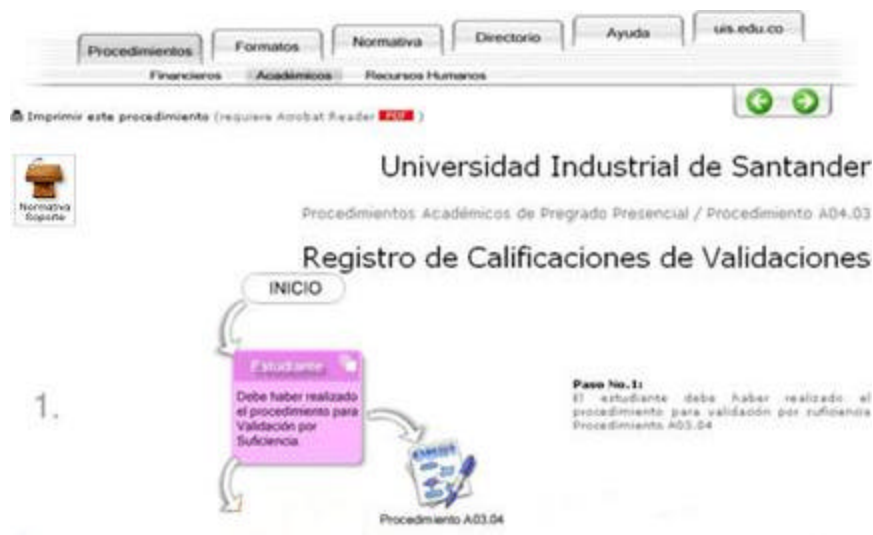 Procedimientos Formatos Normativa Directorio Ayuda uis.edu.co
Financieros Académicos Recursos Humanos
Imprimir este procedimiento (requiere Acrobat Reader PDF )
Normativa
Soporte
Universidad Industrial de Santander
Procedimientos Académicos de Pregrado Presencial / Procedimiento A04.03
Registro de Calificaciones de Validaciones
INICIO
Estudiante
Debe haber realizado
el procedimiento para
Validación por
Suficiencia.
1.
Procedimiento A03.04
Paso No.1:
El estudiante debe haber realizado el
procedimiento para validación por suficiencia
Procedimiento A03.04